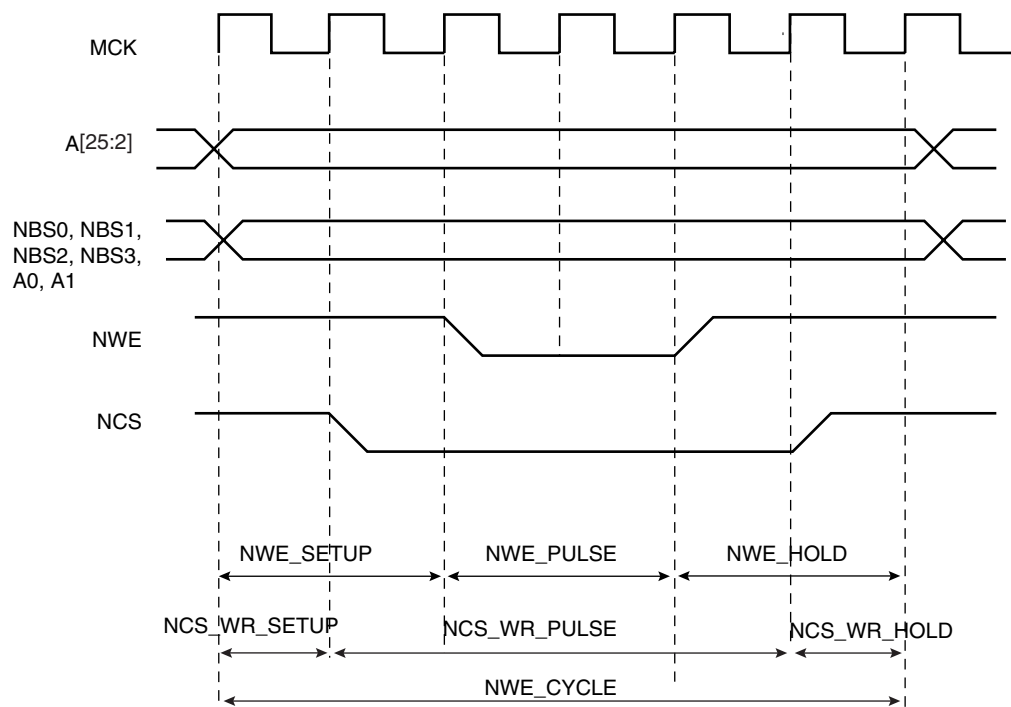 MCK
A[25:2]
NBS0, NBS1,
NBS2, NBS3,
A0, A1
NWE
NCS
NWE_SETUP
NWE_PULSE
NWE_HOLD
NCS_WR_SETUP
NCS_WR_PULSE
NCS_WR_HOLD
NWE_CYCLE